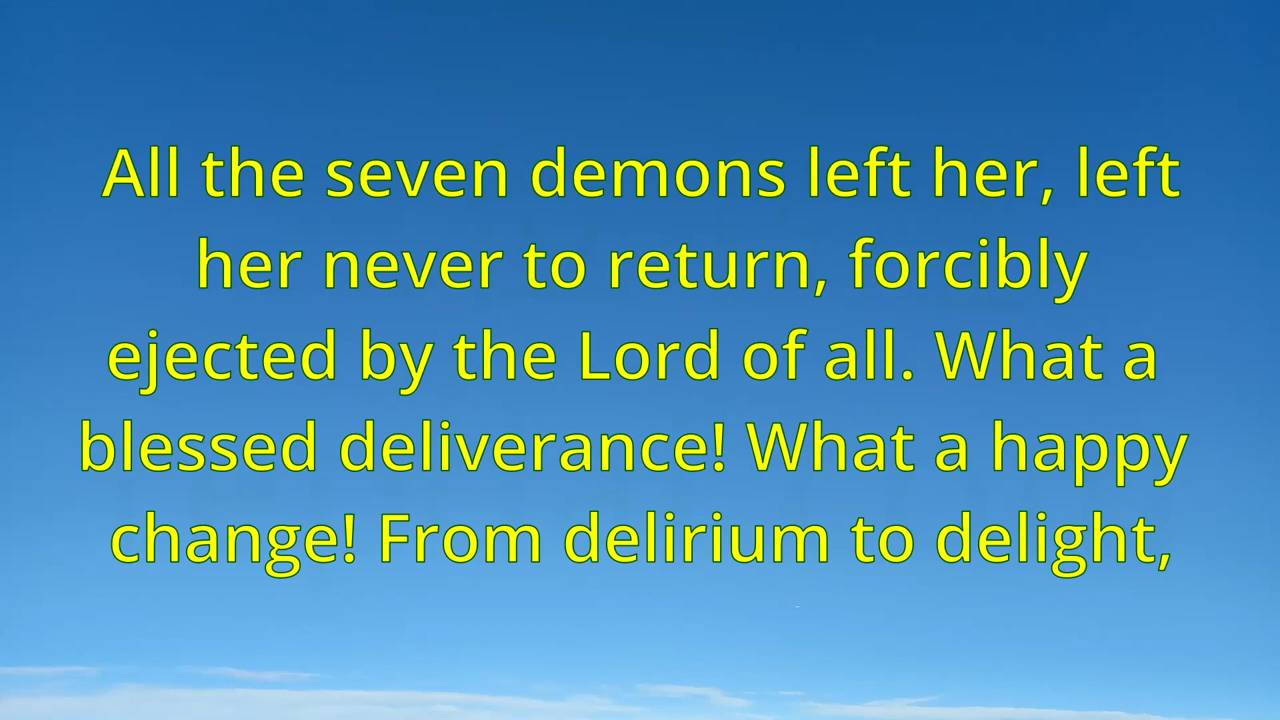 All the seven demons left her, left
her never to return, forcibly
ejected by the Lord of all. What a
blessed deliverance! What a happy
change! From delirium to delight,